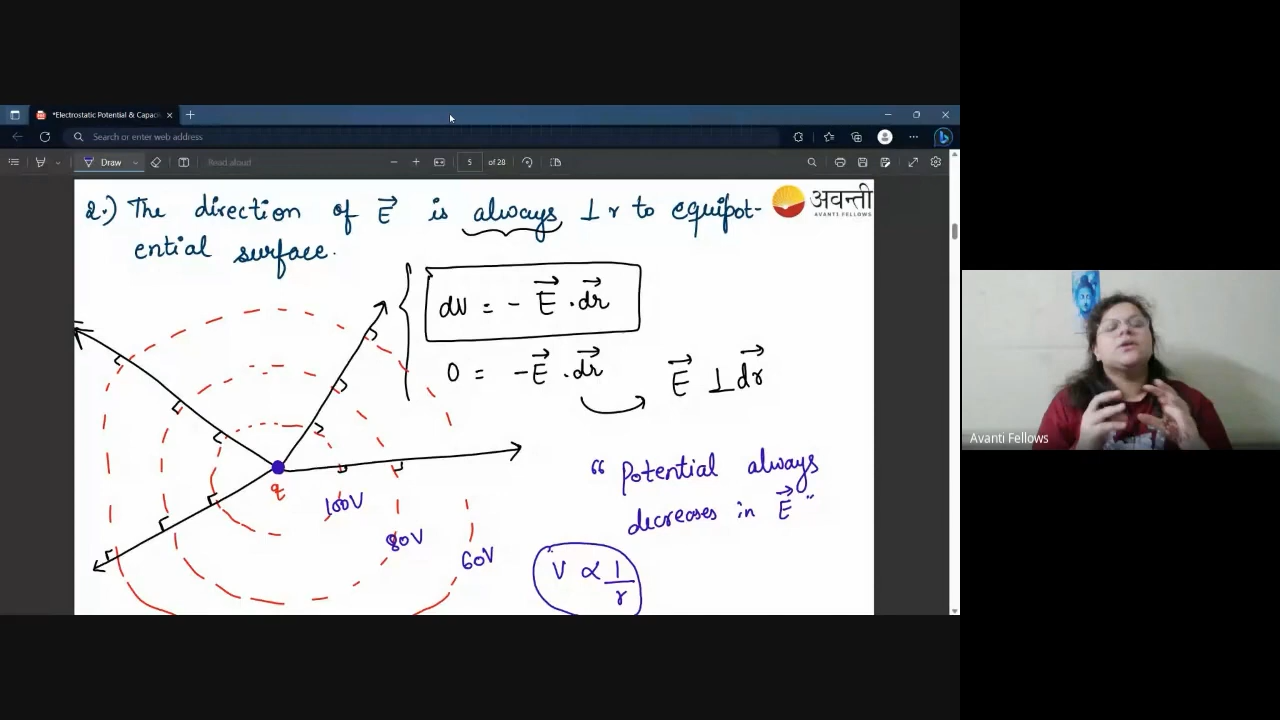 *Electrostatic Potential & Capaci
Search or enter web address
Draw
Read aloud
5 of 28
2.) The direction of E⃗ is always ⊥r to equipot-
ential surface.
अवन्ती
AVANTI FELLOWS
dV = - E⃗ . dr⃗
0 = -E⃗ . dr⃗
E⃗ ⊥ dr⃗
"Potential always
decreases in E⃗"
q
100V
80V
60V
V ∝ 1/r
Avanti Fellows